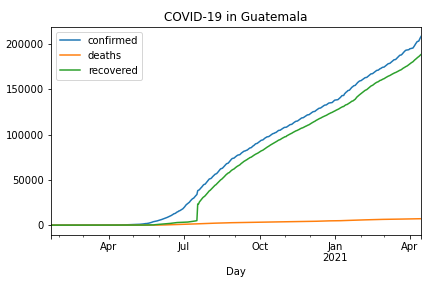 COVID-19 in Guatemala
confirmed
deaths
recovered
200000
150000
100000
50000
0
Apr Jul Oct Jan Apr
2021
Day